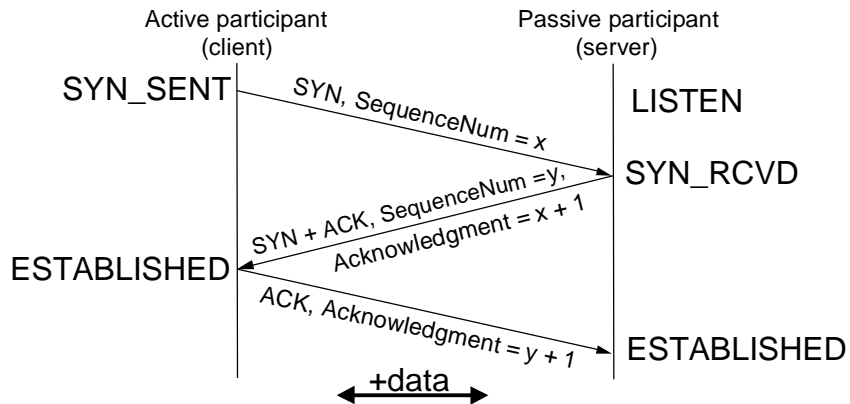 Active participant
(client)
Passive participant
(server)
SYN_SENT
SYN, SequenceNum = x
LISTEN
SYN_RCVD
SYN + ACK, SequenceNum =y,
Acknowledgment = x + 1
ESTABLISHED
ACK, Acknowledgment = y + 1
ESTABLISHED
+data